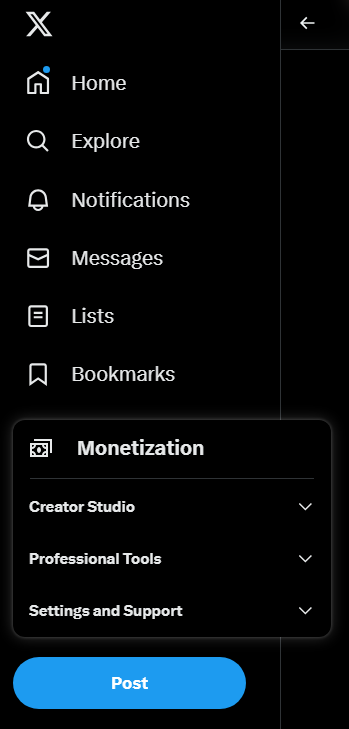 Home
Explore
Notifications
Messages
Lists
Bookmarks
Monetization
Creator Studio
Professional Tools
Settings and Support
Post